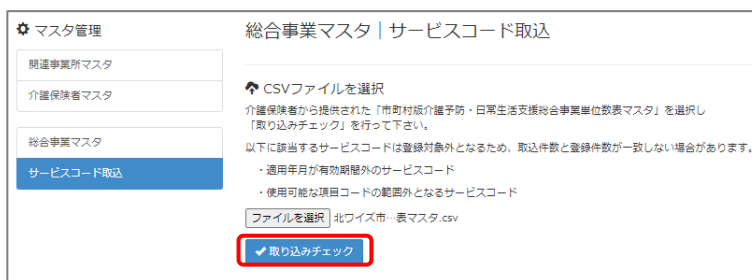 マスタ管理
関連事業所マスタ
介護保険者マスタ
総合事業マスタ
サービスコード取込
総合事業マスタ｜サービスコード取込
CSVファイルを選択
介護保険者から提供された「市町村版介護予防・日常生活支援総合事業単位数表マスタ」を選択し
「取り込みチェック」を行って下さい。
以下に該当するサービスコードは登録対象外となるため、取込件数と登録件数が一致しない場合があります。
・適用年月が有効期間外のサービスコード
・使用可能な項目コードの範囲外となるサービスコード
ファイルを選択 北ワイズ市…表マスタ.csv
取り込みチェック